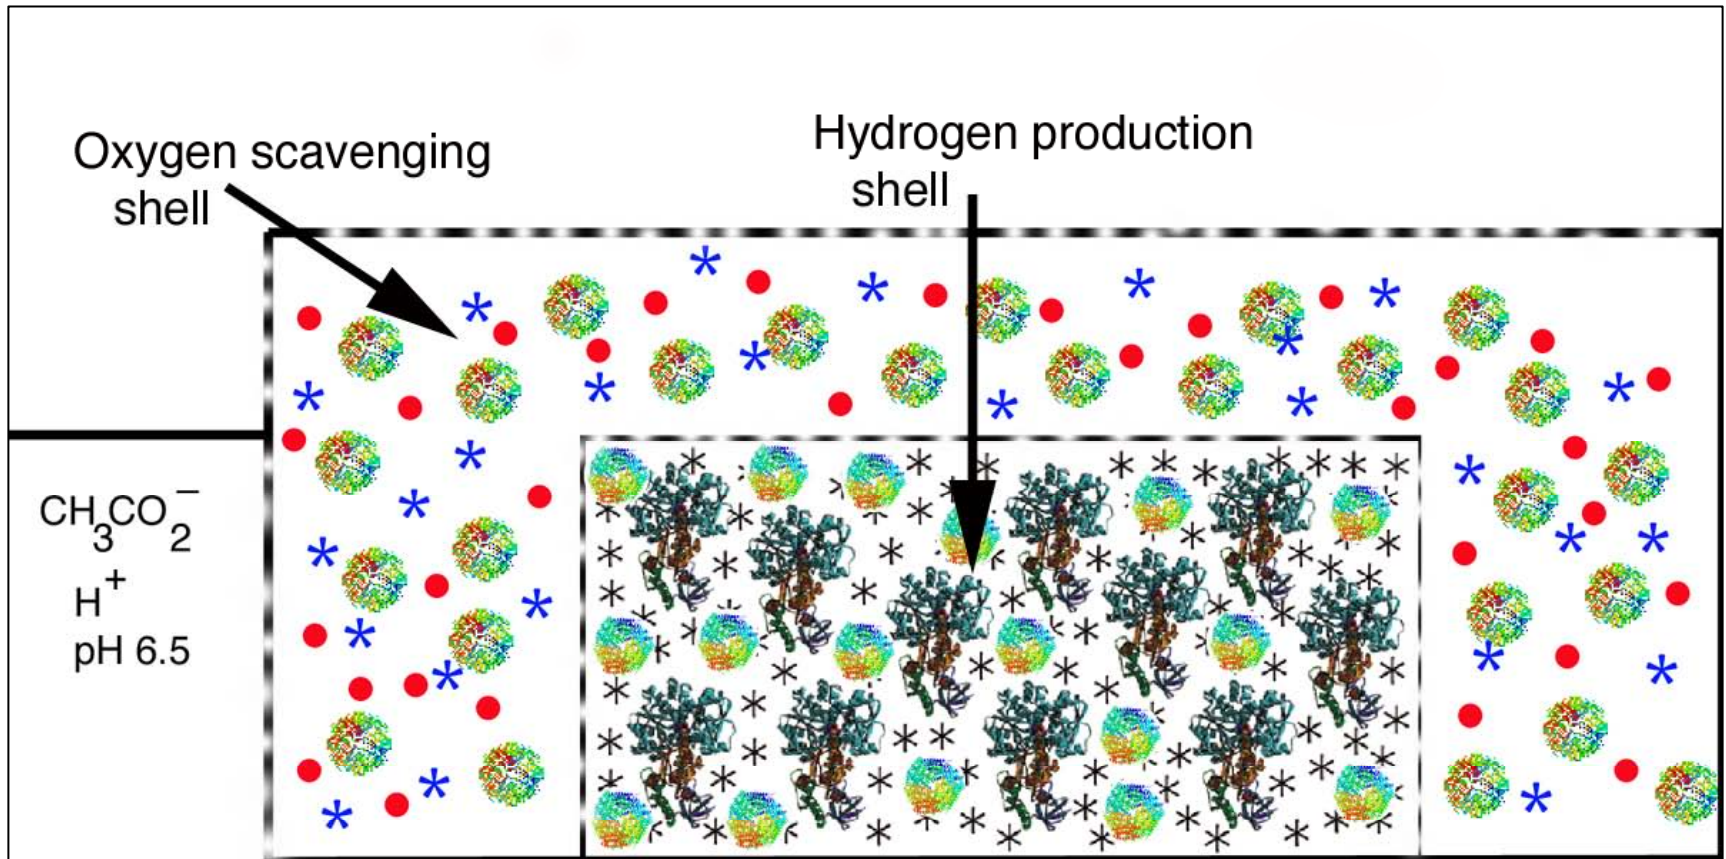 Oxygen scavenging
shell
Hydrogen production
shell
CH3CO2−
H+
pH 6.5